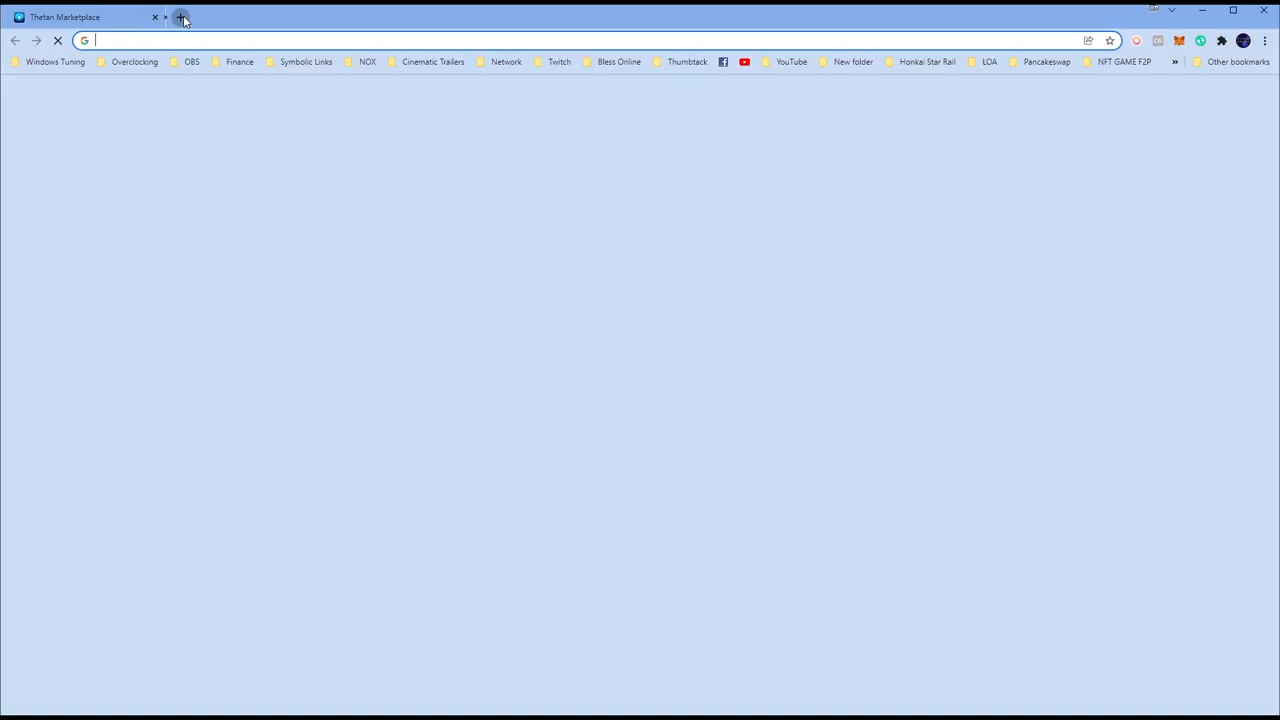 Thetan Marketplace
Windows Tuning Overclocking OBS Finance Symbolic Links NOX Cinematic Trailers Network Twitch Bless Online Thumbtack YouTube New folder Honkai Star Rail LOA Pancakeswap NFT GAME F2P » Other bookmarks